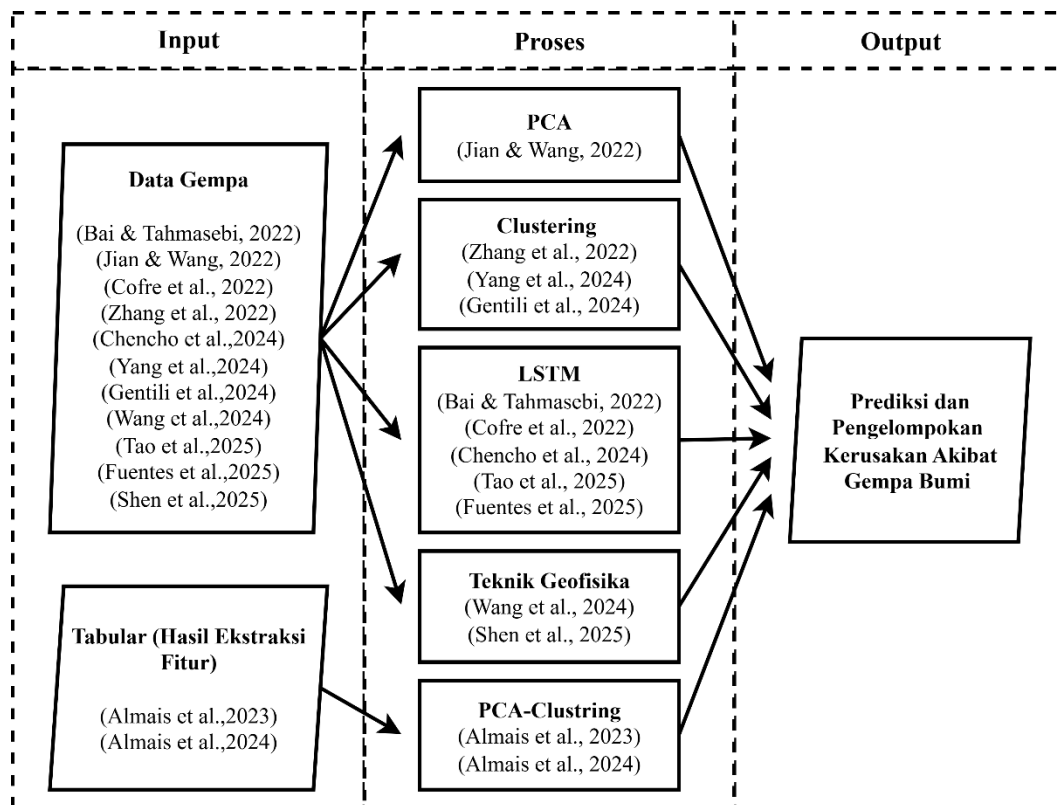 Input
Proses
Output
Data Gempa
(Bai & Tahmasebi, 2022)
(Jian & Wang, 2022)
(Cofre et al., 2022)
(Zhang et al., 2022)
(Chencho et al.,2024)
(Yang et al.,2024)
(Gentili et al.,2024)
(Wang et al.,2024)
(Tao et al.,2025)
(Fuentes et al.,2025)
(Shen et al.,2025)
Tabular (Hasil Ekstraksi
Fitur)
(Almais et al.,2023)
(Almais et al.,2024)
PCA
(Jian & Wang, 2022)
Clustering
(Zhang et al., 2022)
(Yang et al., 2024)
(Gentili et al., 2024)
LSTM
(Bai & Tahmasebi, 2022)
(Cofre et al., 2022)
(Chencho et al., 2024)
(Tao et al., 2025)
(Fuentes et al., 2025)
Teknik Geofisika
(Wang et al., 2024)
(Shen et al., 2025)
PCA-Clustring
(Almais et al., 2023)
(Almais et al., 2024)
Prediksi dan
Pengelompokan
Kerusakan Akibat
Gempa Bumi